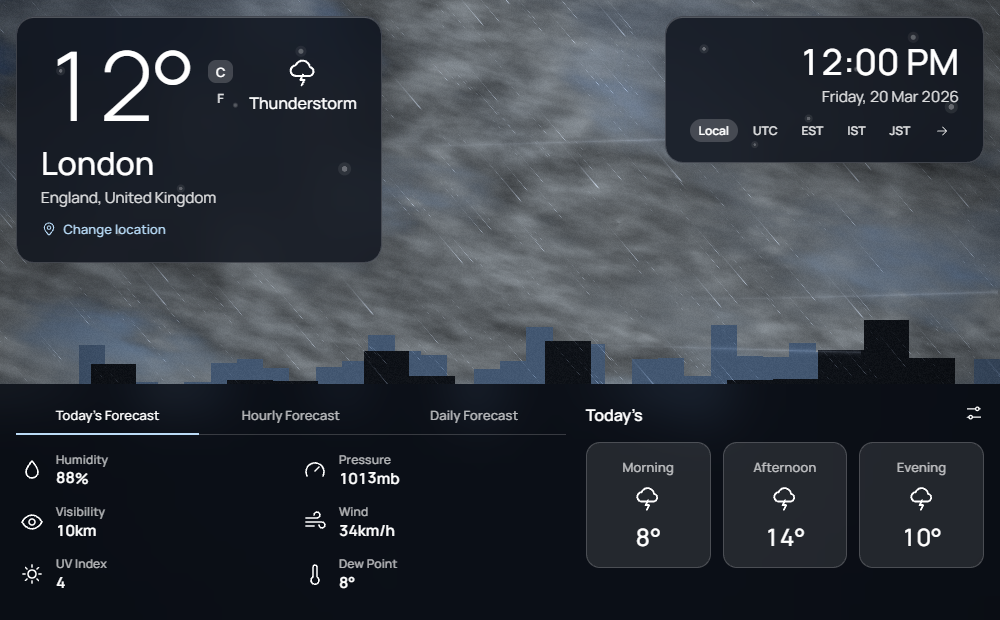 12°
C
F
Thunderstorm
London
England, United Kingdom
Change location
12:00 PM
Friday, 20 Mar 2026
Local UTC EST IST JST →
Today's Forecast Hourly Forecast Daily Forecast
Humidity
88%
Pressure
1013mb
Visibility
10km
Wind
34km/h
UV Index
4
Dew Point
8°
Today's
Morning
8°
Afternoon
14°
Evening
10°